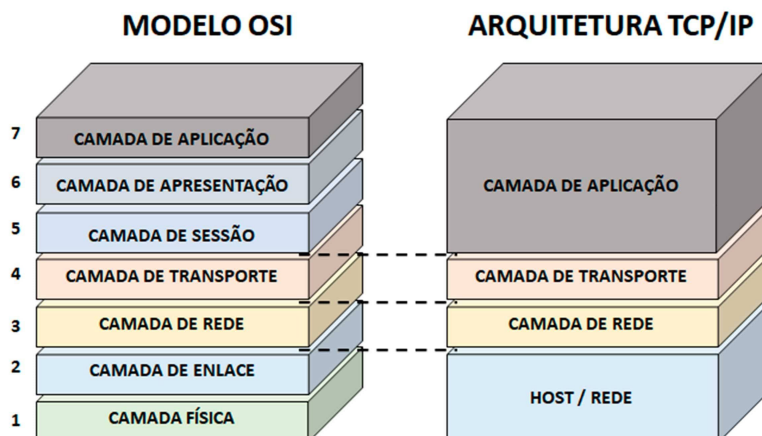 MODELO OSI
7 CAMADA DE APLICAÇÃO
6 CAMADA DE APRESENTAÇÃO
5 CAMADA DE SESSÃO
4 CAMADA DE TRANSPORTE
3 CAMADA DE REDE
2 CAMADA DE ENLACE
1 CAMADA FÍSICA
ARQUITETURA TCP/IP
CAMADA DE APLICAÇÃO
CAMADA DE TRANSPORTE
CAMADA DE REDE
HOST / REDE